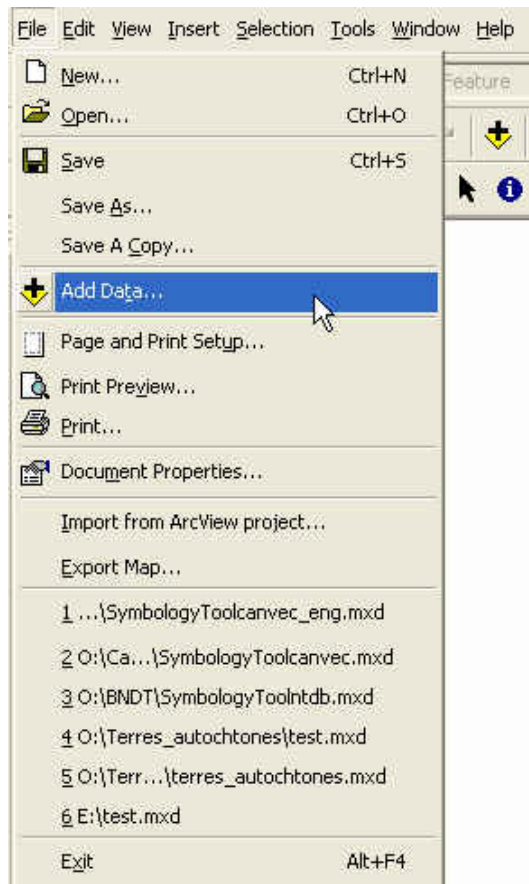 File Edit View Insert Selection Tools Window Help
New... Ctrl+N
Feature
Open... Ctrl+O
Save Ctrl+S
Save As...
Save A Copy...
Add Data...
Page and Print Setup...
Print Preview...
Print...
Document Properties...
Import from ArcView project...
Export Map...
1 ...\SymbologyToolcanvec_eng.mxd
2 O:\Ca...\SymbologyToolcanvec.mxd
3 O:\BNDT\SymbologyToolntdb.mxd
4 O:\Terres_autochtones\test.mxd
5 O:\Terr...\terres_autochtones.mxd
6 E:\test.mxd
Exit Alt+F4